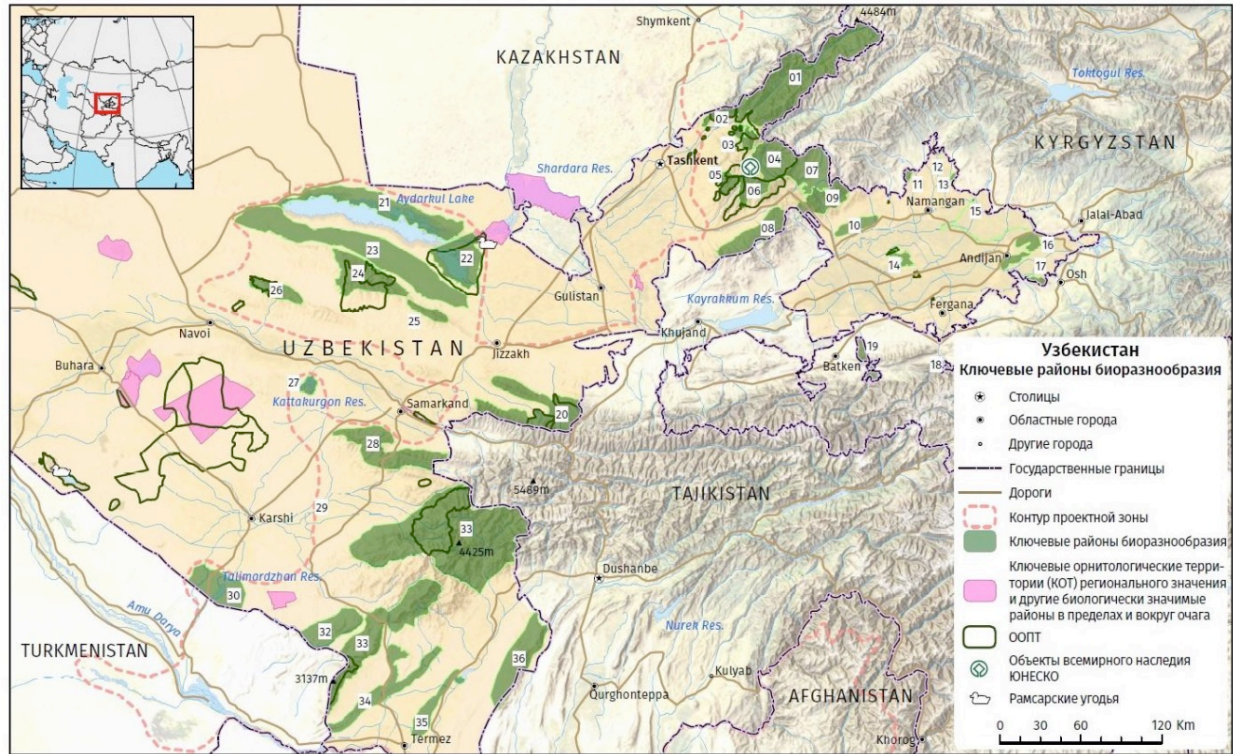 Shymkent
4484m
KAZAKHSTAN
01
Toktogul Res.
02
KYRGYZSTAN
03
Tashkent
04
Shardara Res.
05
07
12
11
13
06
Namangan
21
Aydarkul Lake
09
15
Jalal-Abad
08
10
23
16
22
Andijan
14
24
17
Osh
26
Gulistan
Kayrakkum Res.
Fergana
25
Navoi
Khujand
UZBEKISTAN
Jizzakh
19
Buhara
Batken
18
27
Kattakurgon Res.
Samarkand
20
28
5489m
TAJIKISTAN
29
Karshi
33
4425m
Talimardzhan Res.
Dushanbe
30
Amu Darya
Nurek Res.
32
33
TURKMENISTAN
36
3137m
Kulyab
34
Qurghonteppa
AFGHANISTAN
35
Termez
Khorog
Узбекистан
Ключевые районы биоразнообразия
Столицы
Областные города
Другие города
Государственные границы
Дороги
Контур проектной зоны
Ключевые районы биоразнообразия
Ключевые орнитологические терри-
тории (КОТ) регионального значения
и другие биологически значимые
районы в пределах и вокруг очага
ООПТ
Объекты всемирного наследия
ЮНЕСКО
Рамсарские угодья
0 30 60 120 Km